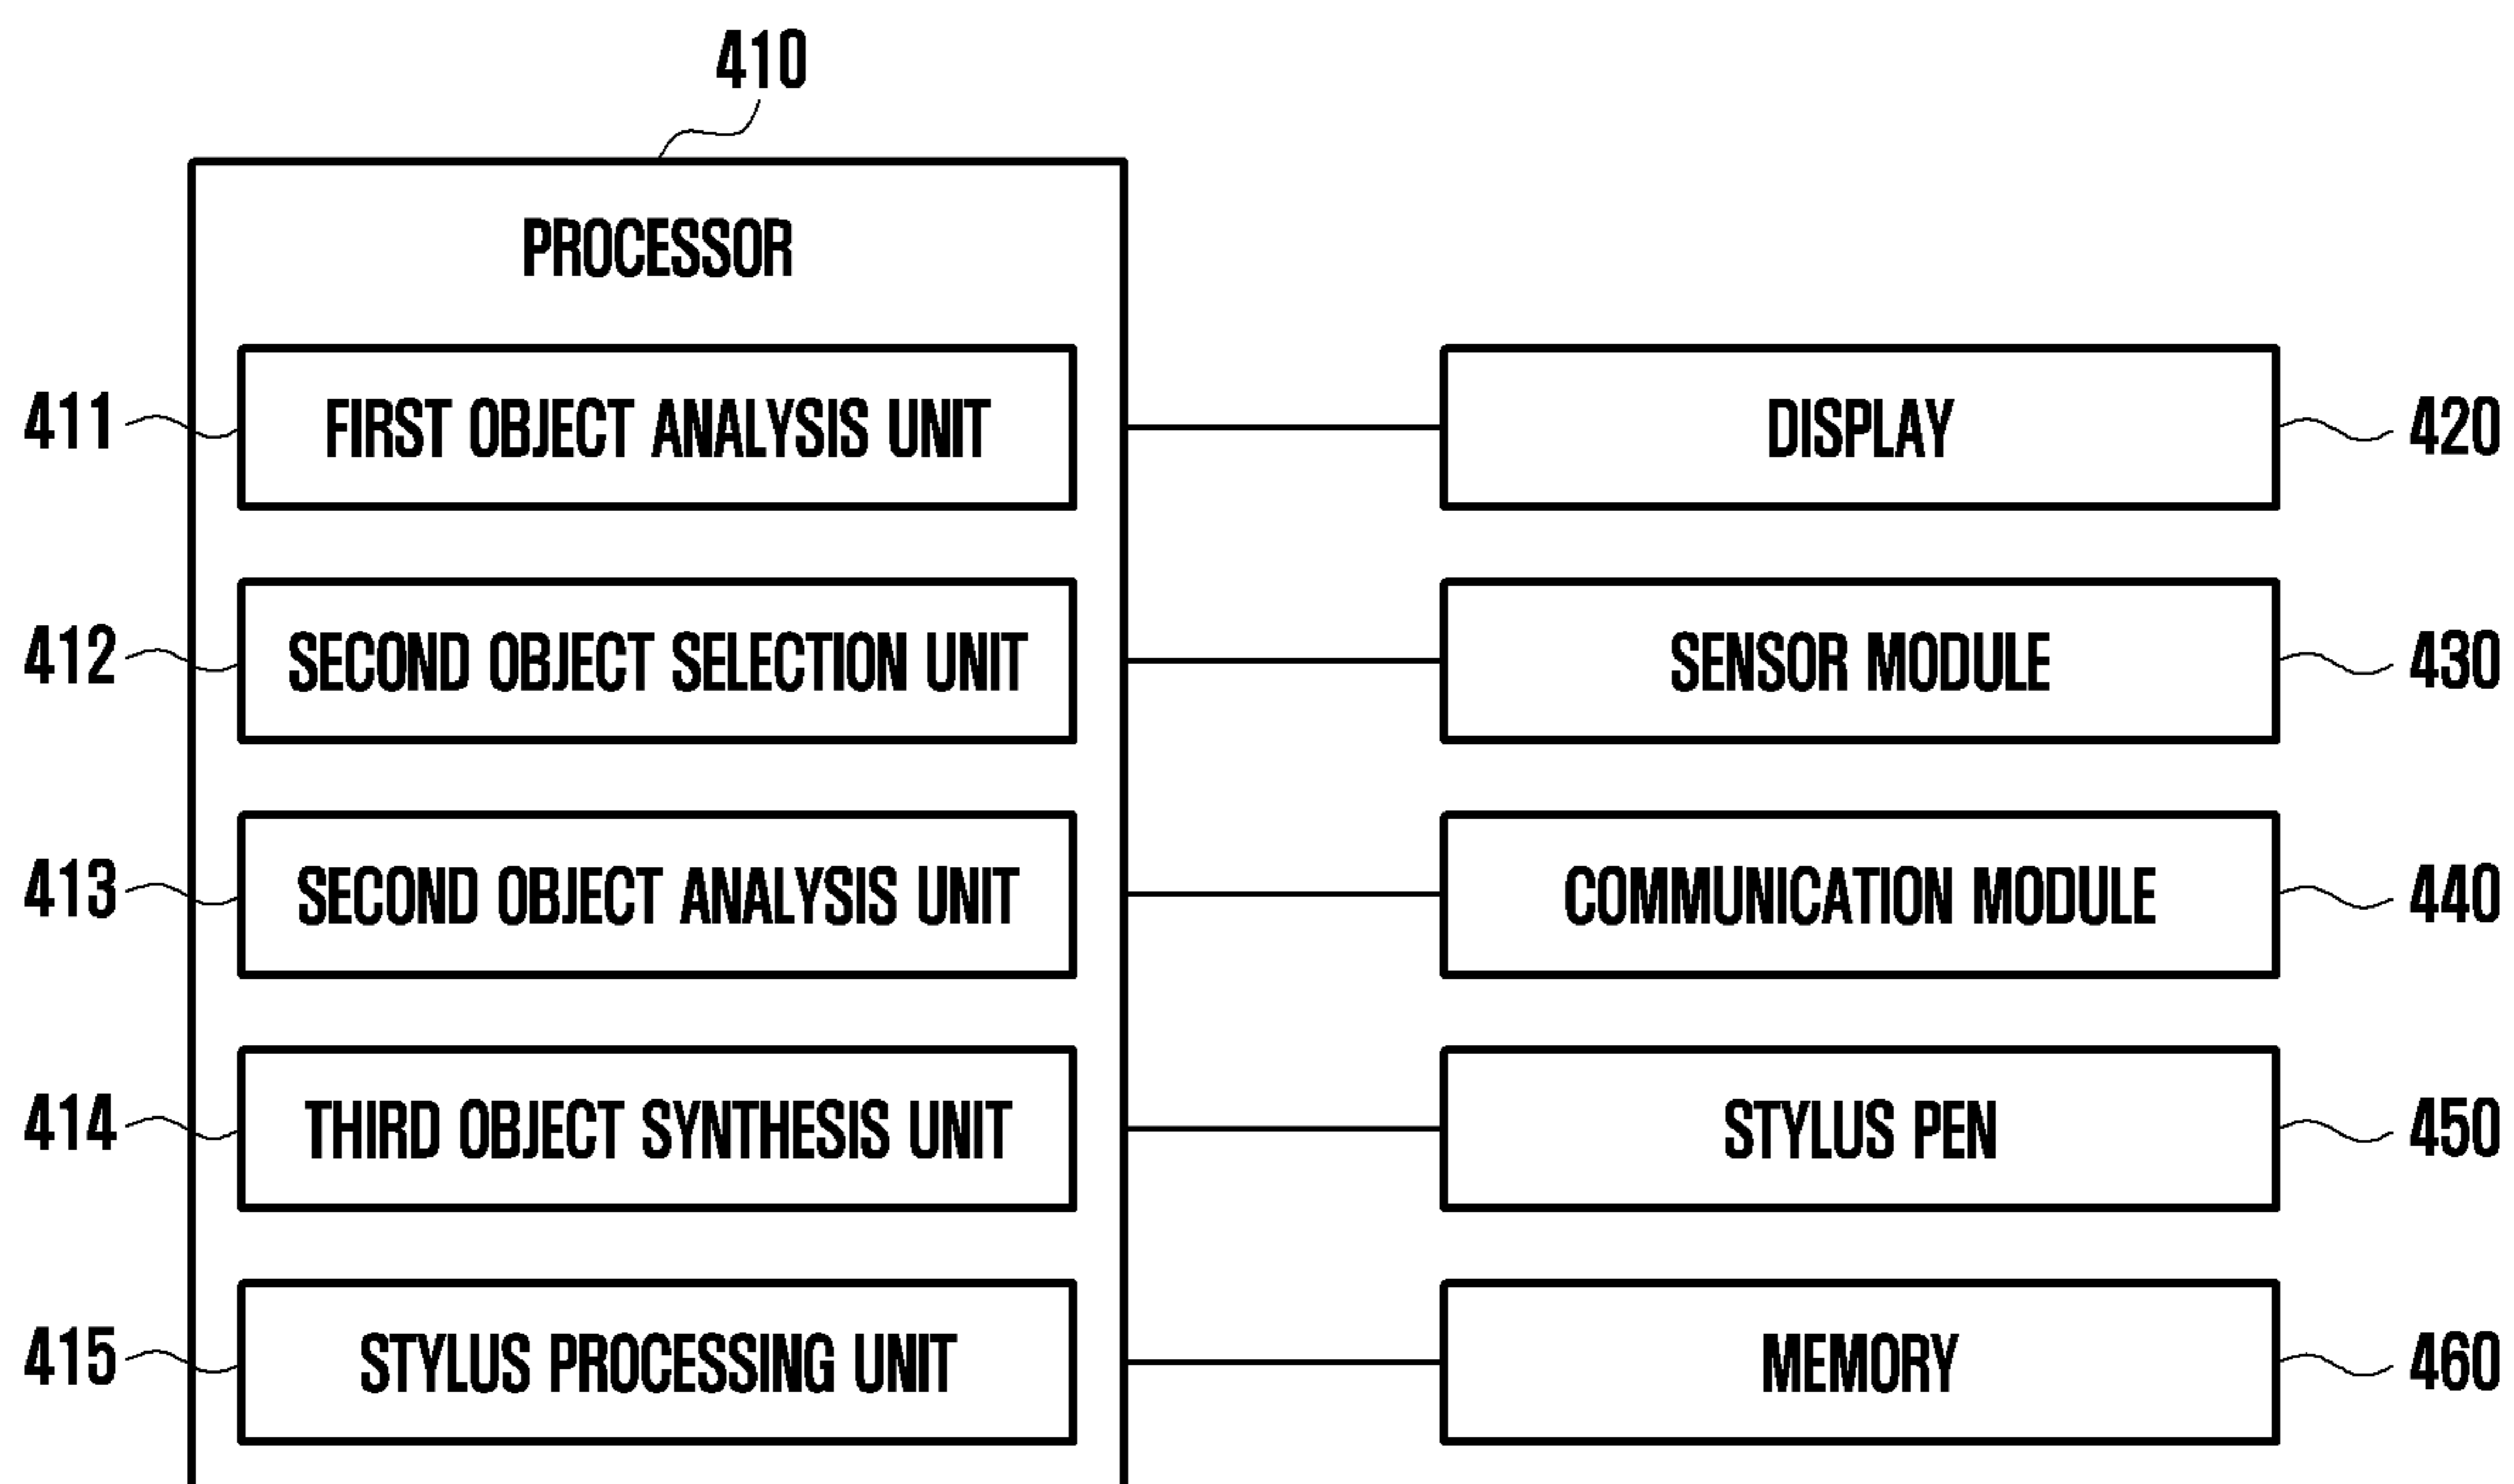 410
PROCESSOR
411 FIRST OBJECT ANALYSIS UNIT DISPLAY 420
412 SECOND OBJECT SELECTION UNIT SENSOR MODULE 430
413 SECOND OBJECT ANALYSIS UNIT COMMUNICATION MODULE 440
414 THIRD OBJECT SYNTHESIS UNIT STYLUS PEN 450
415 STYLUS PROCESSING UNIT MEMORY 460